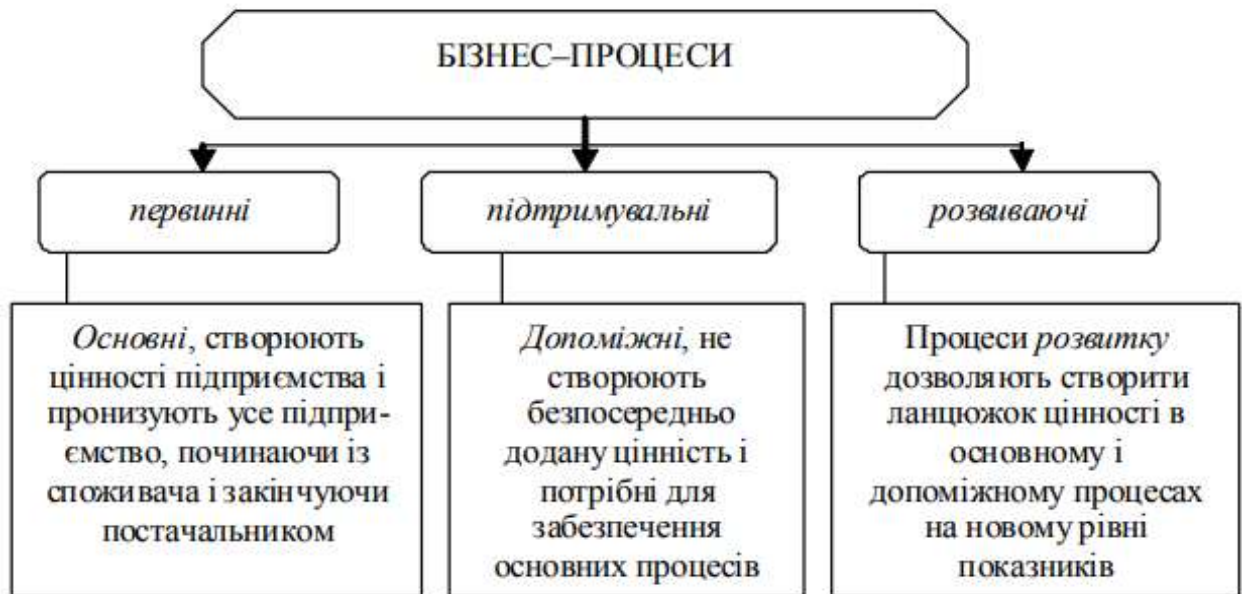 БІЗНЕС–ПРОЦЕСИ
первинні
підтримувальні
розвиваючі
Основні, створюють
цінності підприємства і
пронизують усе підпри-
ємство, починаючи із
споживача і закінчуючи
постачальником
Допоміжні, не
створюють
безпосередньо
додану цінність і
потрібні для
забезпечення
основних процесів
Процеси розвитку
дозволяють створити
ланцюжок цінності в
основному і
допоміжному процесах
на новому рівні
показників